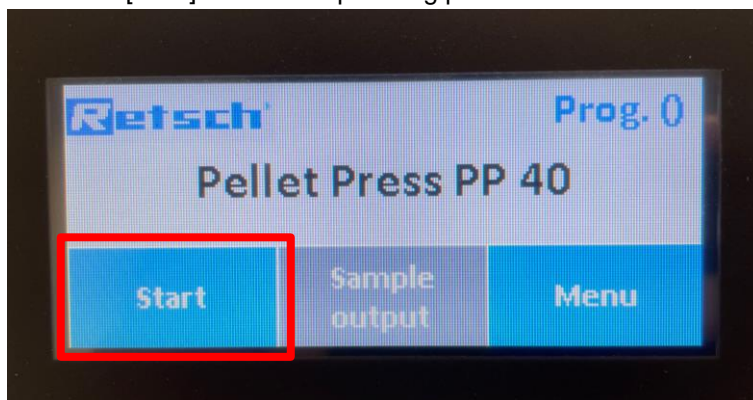 Retsch
Prog. 0
Pellet Press PP 40
Start
Sample
output
Menu